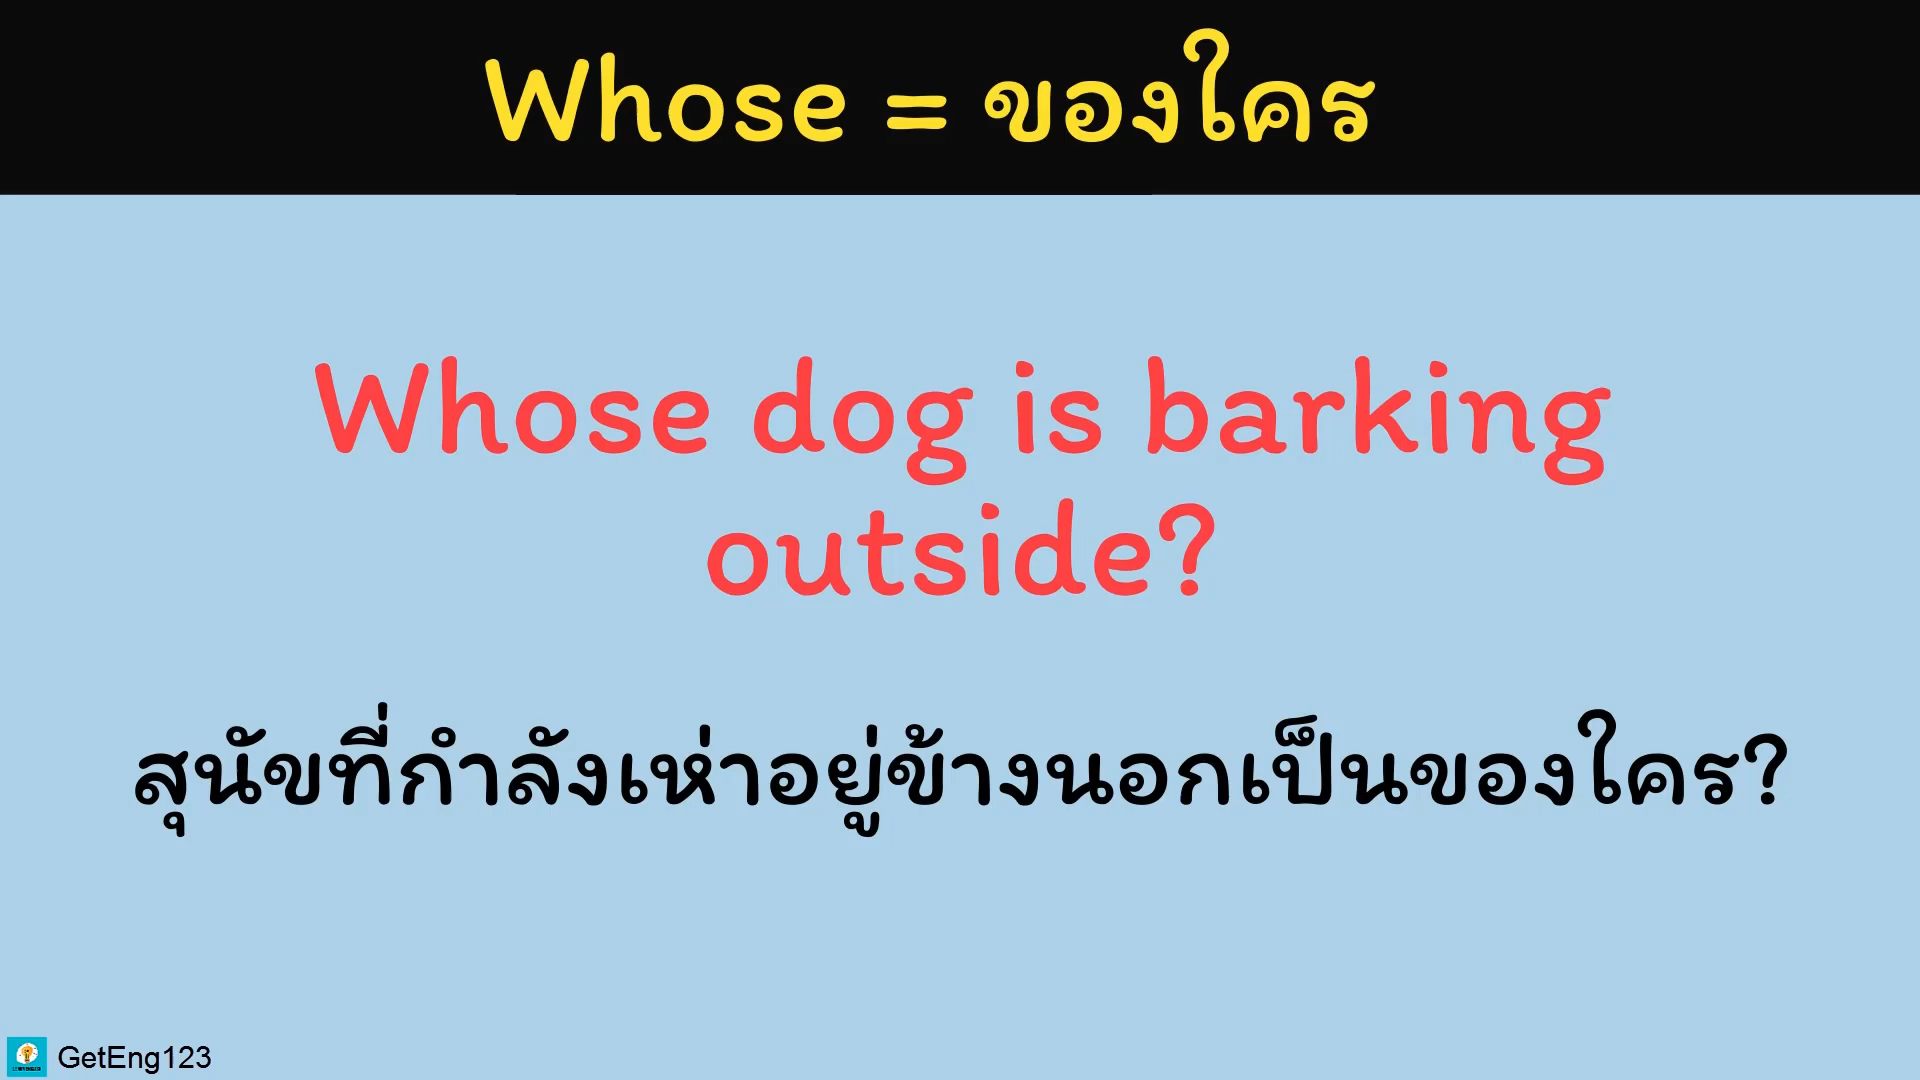 Whose = ของใคร
Whose dog is barking
outside?
สุนัขที่กำลังเห่าอยู่ข้างนอกเป็นของใคร?
GetEng123